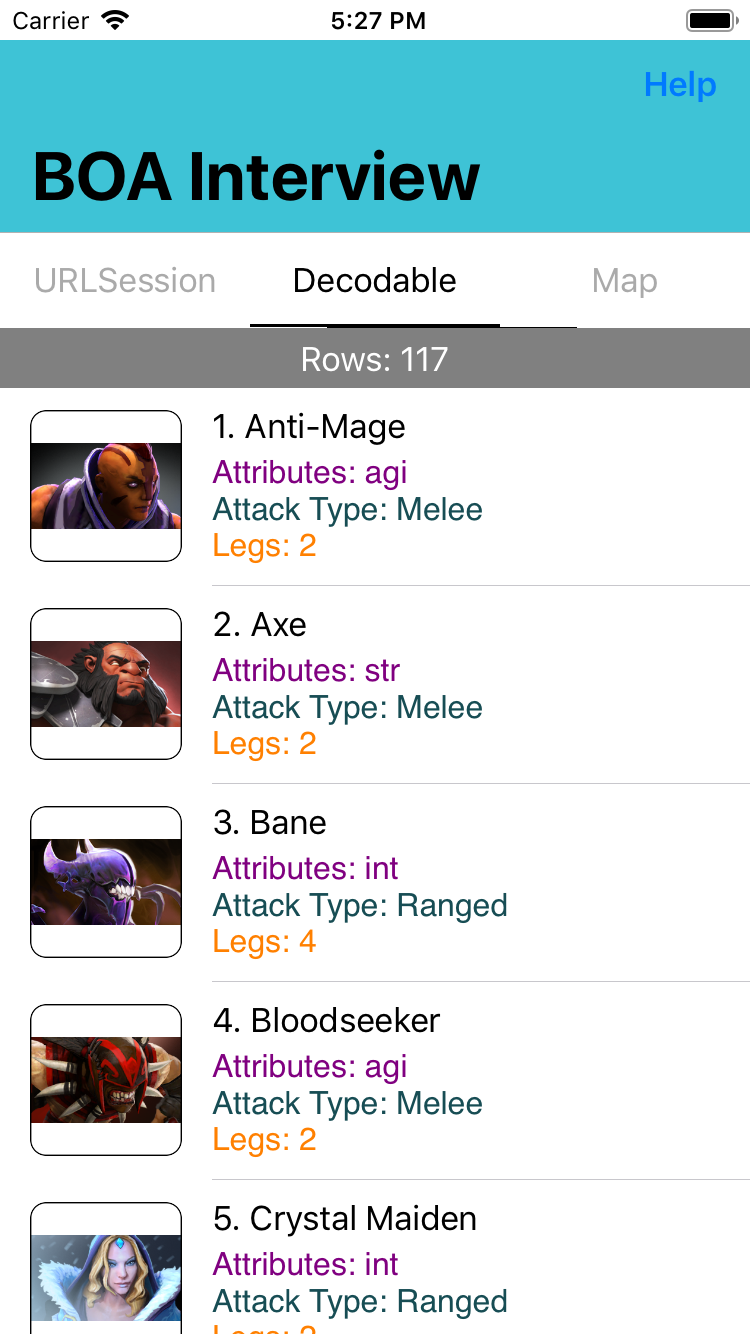 Carrier 5:27 PM
Help
BOA Interview
URLSession Decodable Map
Rows: 117
1. Anti-Mage
Attributes: agi
Attack Type: Melee
Legs: 2
2. Axe
Attributes: str
Attack Type: Melee
Legs: 2
3. Bane
Attributes: int
Attack Type: Ranged
Legs: 4
4. Bloodseeker
Attributes: agi
Attack Type: Melee
Legs: 2
5. Crystal Maiden
Attributes: int
Attack Type: Ranged
Legs: 2